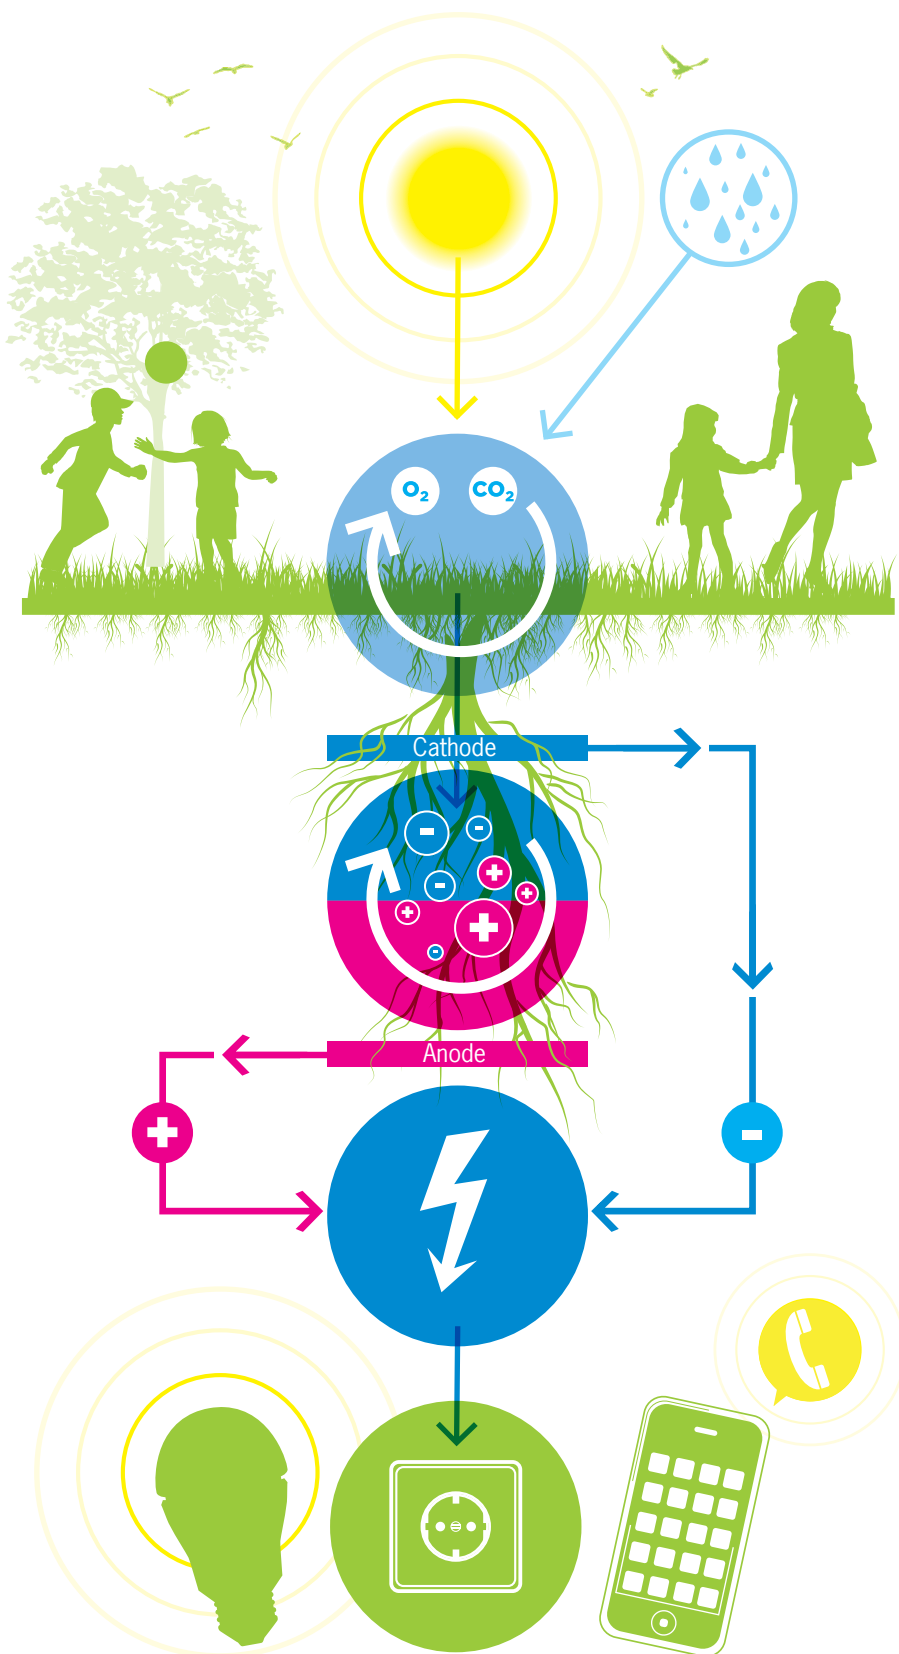 O₂ CO₂
Cathode
- -
- + +
+ +
-
Anode
+ -